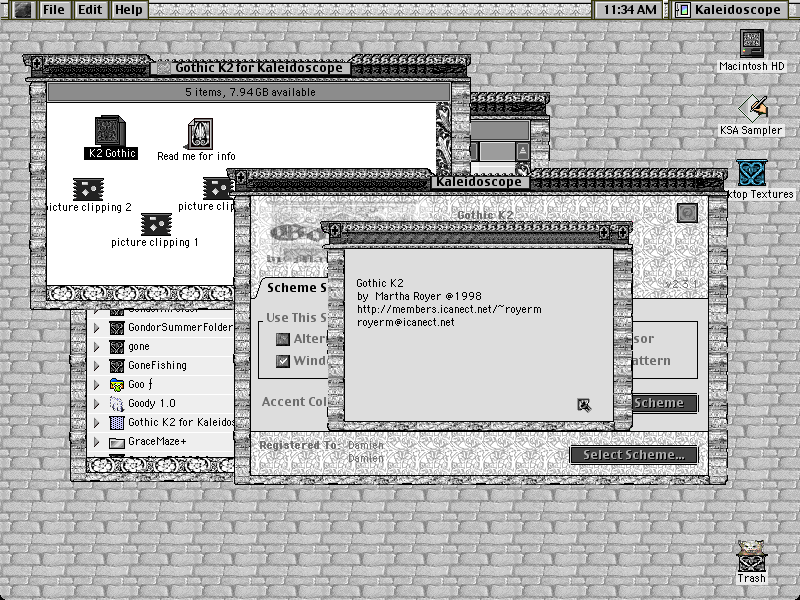 File Edit Help 11:34 AM Kaleidoscope
Macintosh HD
KSA Sampler
ktop Textures
Trash
Gothic K2 for Kaleidoscope
5 items, 7.94 GB available
K2 Gothic
Read me for info
icture clipping 2
picture clip
picture clipping 1
GondorSummerFolder
gone
GoneFishing
Goo ƒ
Goody 1.0
Gothic K2 for Kaleidos
GraceMaze+
Kaleidoscope
Gothic K2
v2.3.1
Scheme S
Use This S
Alter
sor
Wind
attern
Accent Col
Scheme
Registered To: Damien
Damien
Select Scheme...
Gothic K2
by Martha Royer @1998
http://members.icanect.net/~royerm
royerm@icanect.net